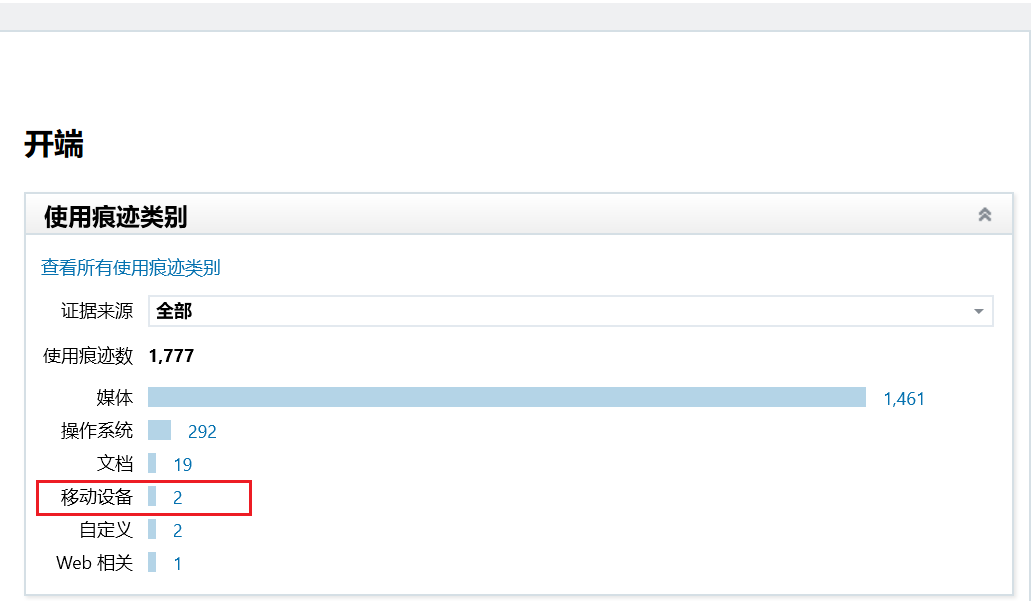 开端
使用痕迹类别
查看所有使用痕迹类别
证据来源 全部
使用痕迹数 1,777
媒体 1,461
操作系统 292
文档 19
移动设备 2
自定义 2
Web 相关 1